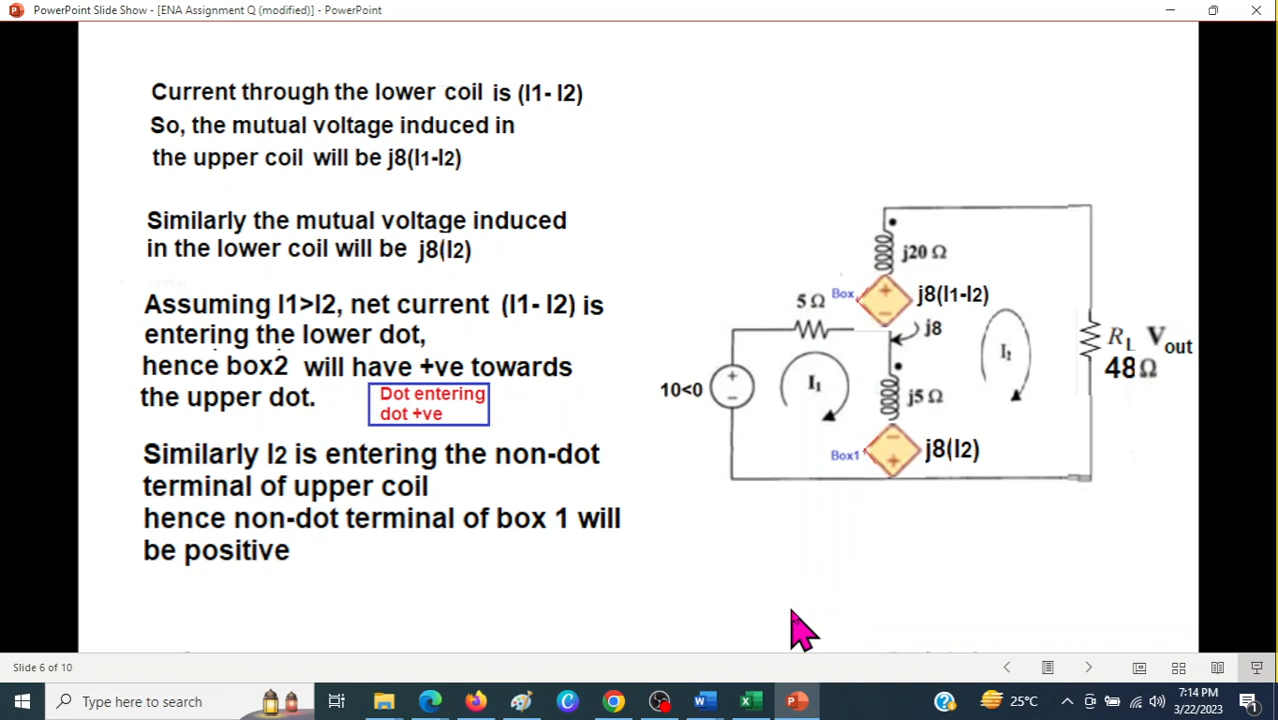 PowerPoint Slide Show - [ENA Assignment Q (modified)] - PowerPoint
Current through the lower coil is (I1- I2)
So, the mutual voltage induced in
the upper coil will be j8(I1-I2)
Similarly the mutual voltage induced
in the lower coil will be j8(I2)
Assuming I1>I2, net current (I1- I2) is
entering the lower dot,
hence box2 will have +ve towards
the upper dot.
Dot entering
dot +ve
Similarly I2 is entering the non-dot
terminal of upper coil
hence non-dot terminal of box 1 will
be positive
j20 Ω
Box
+
−
j8(I1-I2)
5 Ω
j8
10<0
+
−
I₁
I₂
R_L
48Ω
Vout
j5 Ω
Box1
−
+
j8(I2)
Slide 6 of 10
Type here to search
25°C
7:14 PM
3/22/2023
1